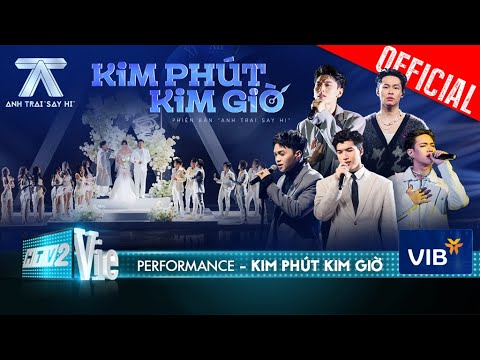 ANH TRAI "SAY HI"
KIM PHÚT
KIM GIỜ
PHIÊN BẢN "ANH TRAI SAY HI"
OFFICIAL
HTV2
Vie
PERFORMANCE – KIM PHÚT KIM GIỜ
VIB